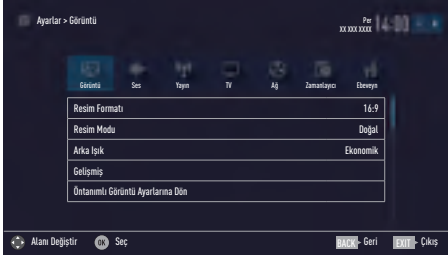 Ayarlar > Görüntü
Per
XX XXX XXXX
14:00
Görüntü Ses Yayın TV Ağ Zamanlayıcı Ebeveyn
Resim Formatı 16:9
Resim Modu Doğal
Arka Işık Ekonomik
Gelişmiş
Öntanımlı Görüntü Ayarlarına Dön
Alanı Değiştir OK Seç BACK Geri EXIT Çıkış